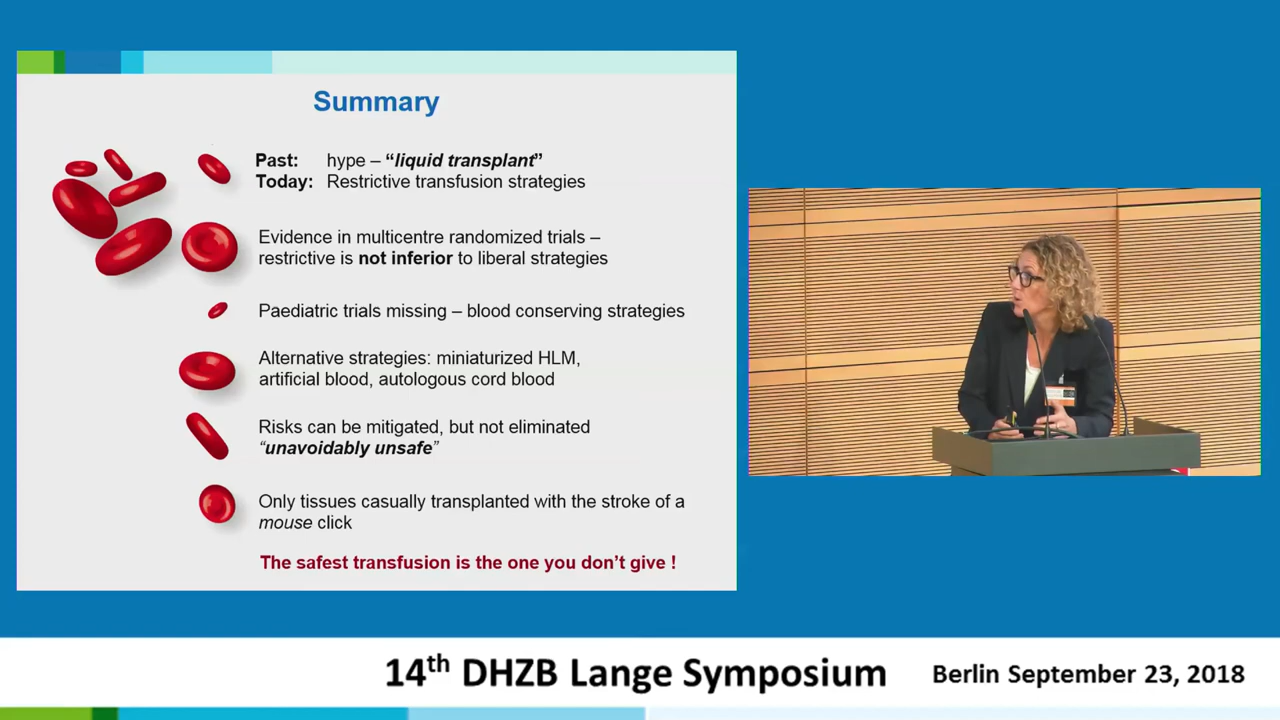 Summary
Past: hype – “liquid transplant”
Today: Restrictive transfusion strategies
Evidence in multicentre randomized trials –
restrictive is not inferior to liberal strategies
Paediatric trials missing – blood conserving strategies
Alternative strategies: miniaturized HLM,
artificial blood, autologous cord blood
Risks can be mitigated, but not eliminated
“unavoidably unsafe”
Only tissues casually transplanted with the stroke of a
mouse click
The safest transfusion is the one you don’t give !
14th DHZB Lange Symposium
Berlin September 23, 2018